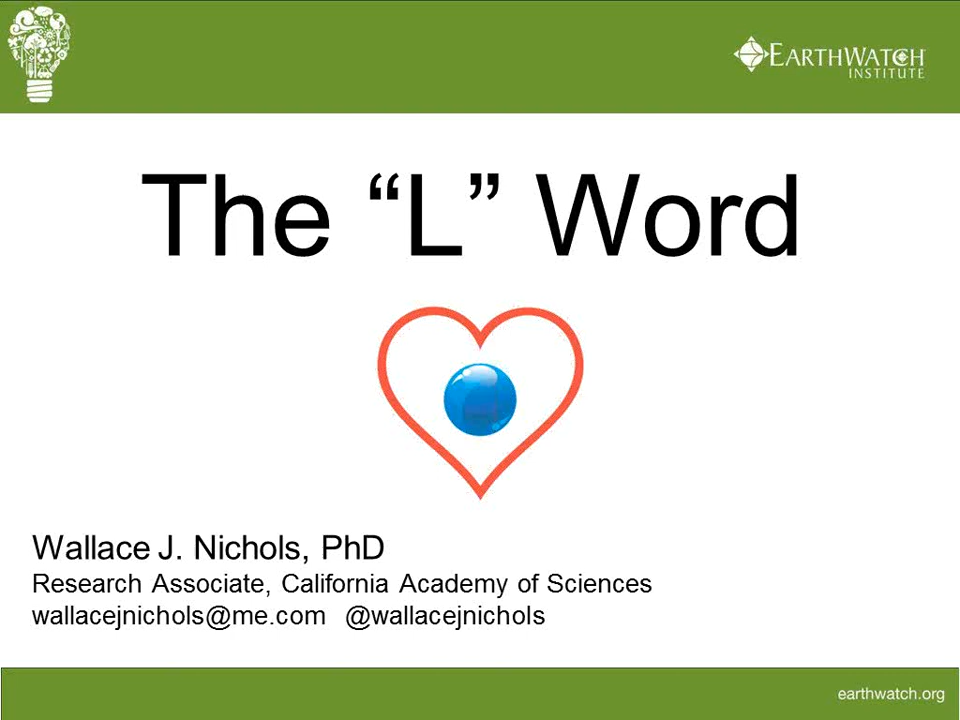 EARTHWATCH
INSTITUTE
The “L” Word
Wallace J. Nichols, PhD
Research Associate, California Academy of Sciences
wallacejnichols@me.com @wallacejnichols
earthwatch.org